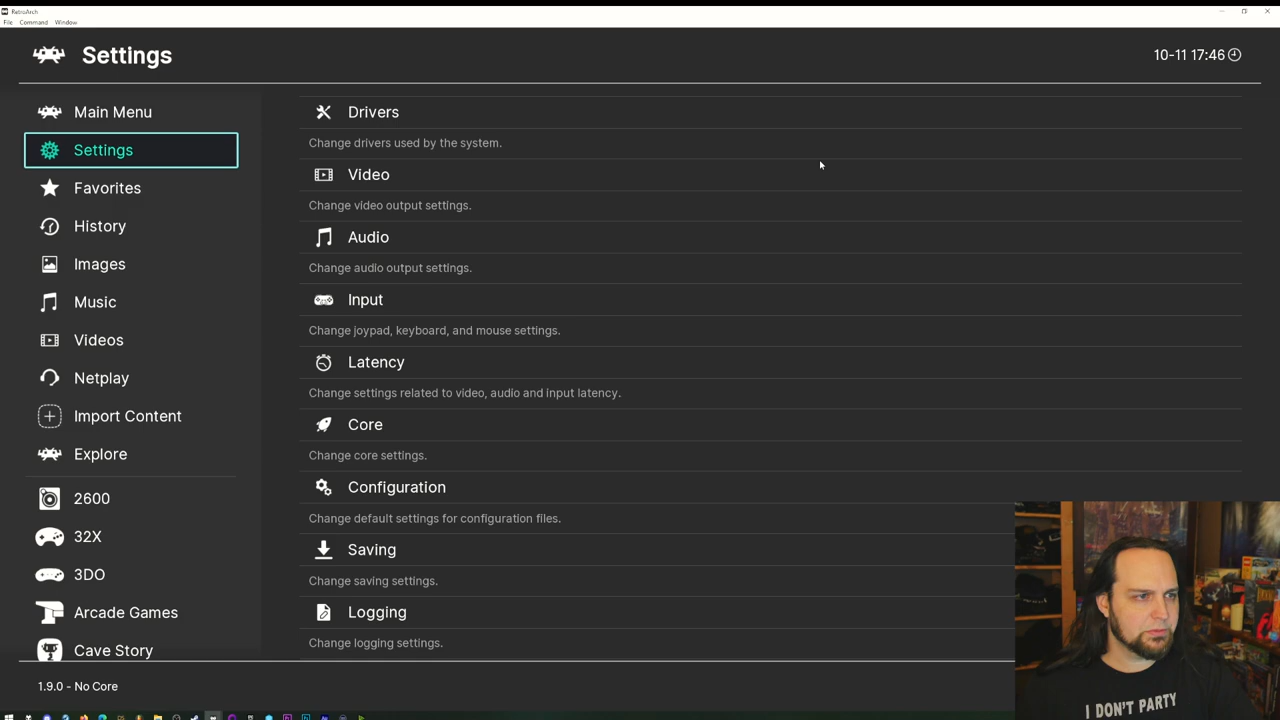 RetroArch
File Command Window
Settings
10-11 17:46
Main Menu
Settings
Favorites
History
Images
Music
Videos
Netplay
Import Content
Explore
2600
32X
3DO
Arcade Games
Cave Story
Drivers
Change drivers used by the system.
Video
Change video output settings.
Audio
Change audio output settings.
Input
Change joypad, keyboard, and mouse settings.
Latency
Change settings related to video, audio and input latency.
Core
Change core settings.
Configuration
Change default settings for configuration files.
Saving
Change saving settings.
Logging
Change logging settings.
1.9.0 - No Core
I DON'T PARTY